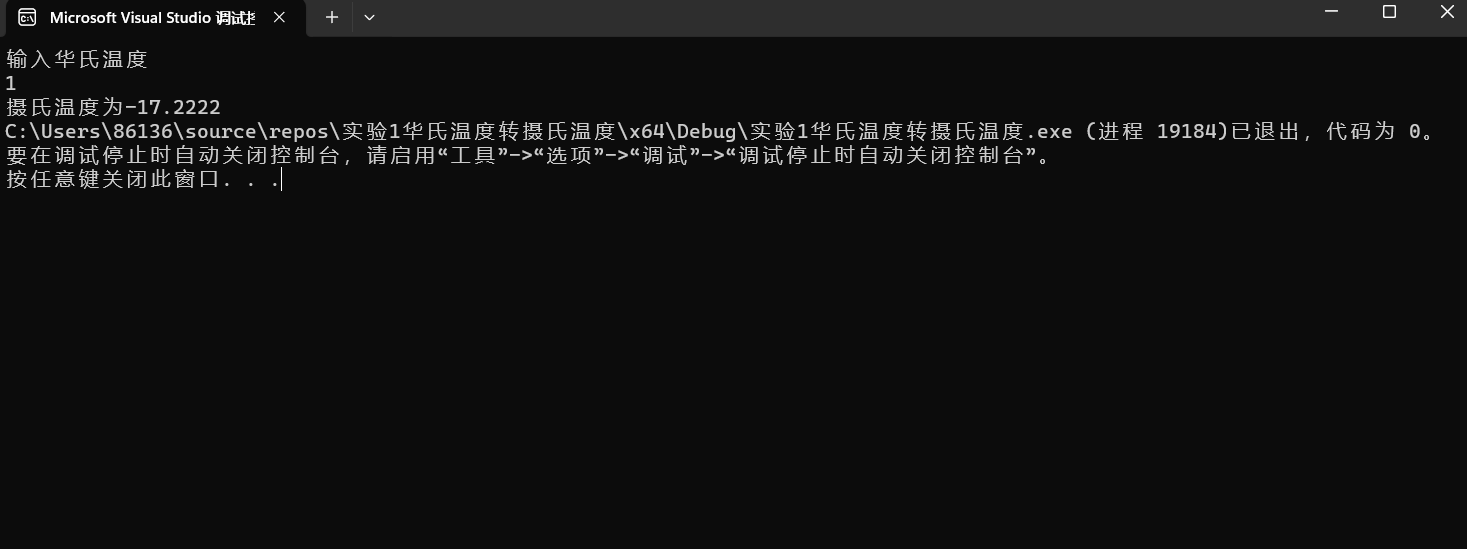 Microsoft Visual Studio 调试
输入华氏温度
1
摄氏温度为-17.2222
C:\Users\86136\source\repos\实验1华氏温度转摄氏温度\x64\Debug\实验1华氏温度转摄氏温度.exe (进程 19184)已退出，代码为 0。
要在调试停止时自动关闭控制台，请启用“工具”->“选项”->“调试”->“调试停止时自动关闭控制台”。
按任意键关闭此窗口. . .